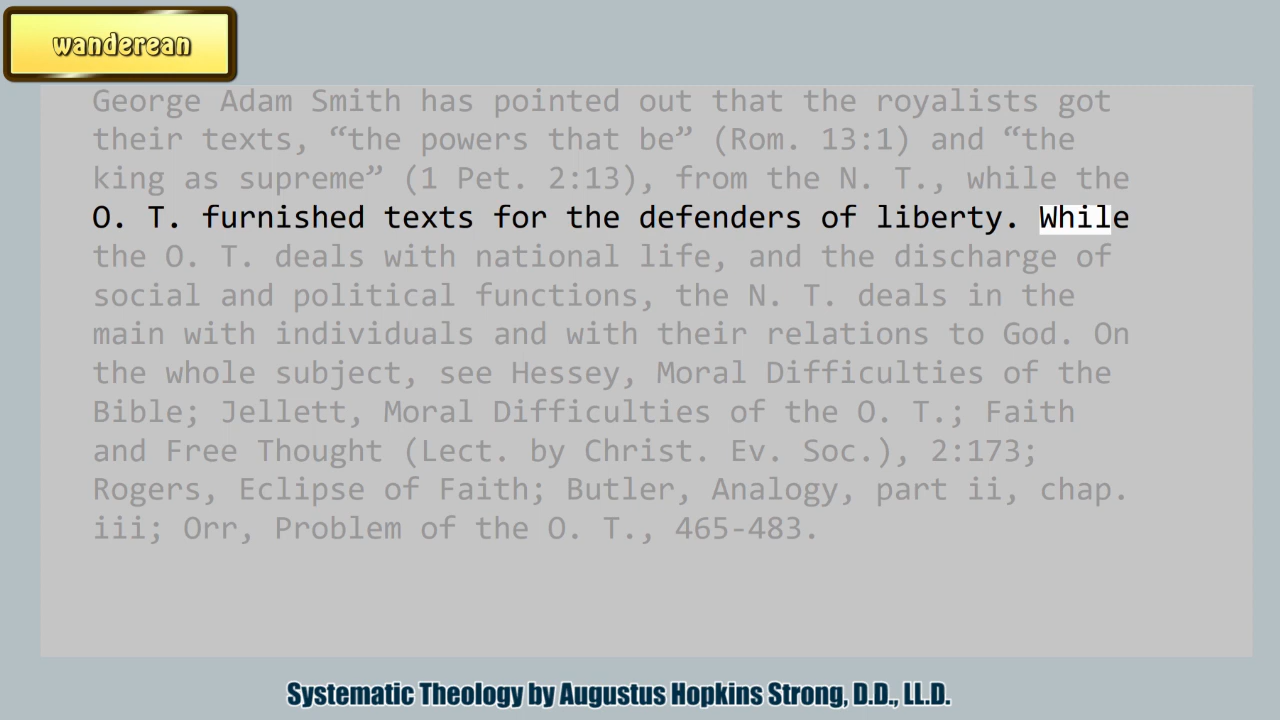 wanderean
George Adam Smith has pointed out that the royalists got
their texts, “the powers that be” (Rom. 13:1) and “the
king as supreme” (1 Pet. 2:13), from the N. T., while the
O. T. furnished texts for the defenders of liberty. While
the O. T. deals with national life, and the discharge of
social and political functions, the N. T. deals in the
main with individuals and with their relations to God. On
the whole subject, see Hessey, Moral Difficulties of the
Bible; Jellett, Moral Difficulties of the O. T.; Faith
and Free Thought (Lect. by Christ. Ev. Soc.), 2:173;
Rogers, Eclipse of Faith; Butler, Analogy, part ii, chap.
iii; Orr, Problem of the O. T., 465-483.
Systematic Theology by Augustus Hopkins Strong, D.D., LL.D.